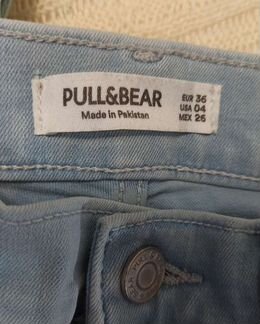 PULL&BEAR
Made in Pakistan
EUR 36
USA 04
MEX 26